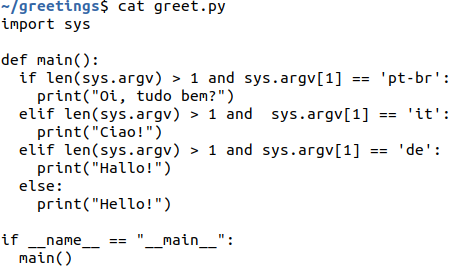 ~/greetings$ cat greet.py
import sys

def main():
  if len(sys.argv) > 1 and sys.argv[1] == 'pt-br':
    print("Oi, tudo bem?")
  elif len(sys.argv) > 1 and  sys.argv[1] == 'it':
    print("Ciao!")
  elif len(sys.argv) > 1 and sys.argv[1] == 'de':
    print("Hallo!")
  else:
    print("Hello!")

if __name__ == "__main__":
  main()